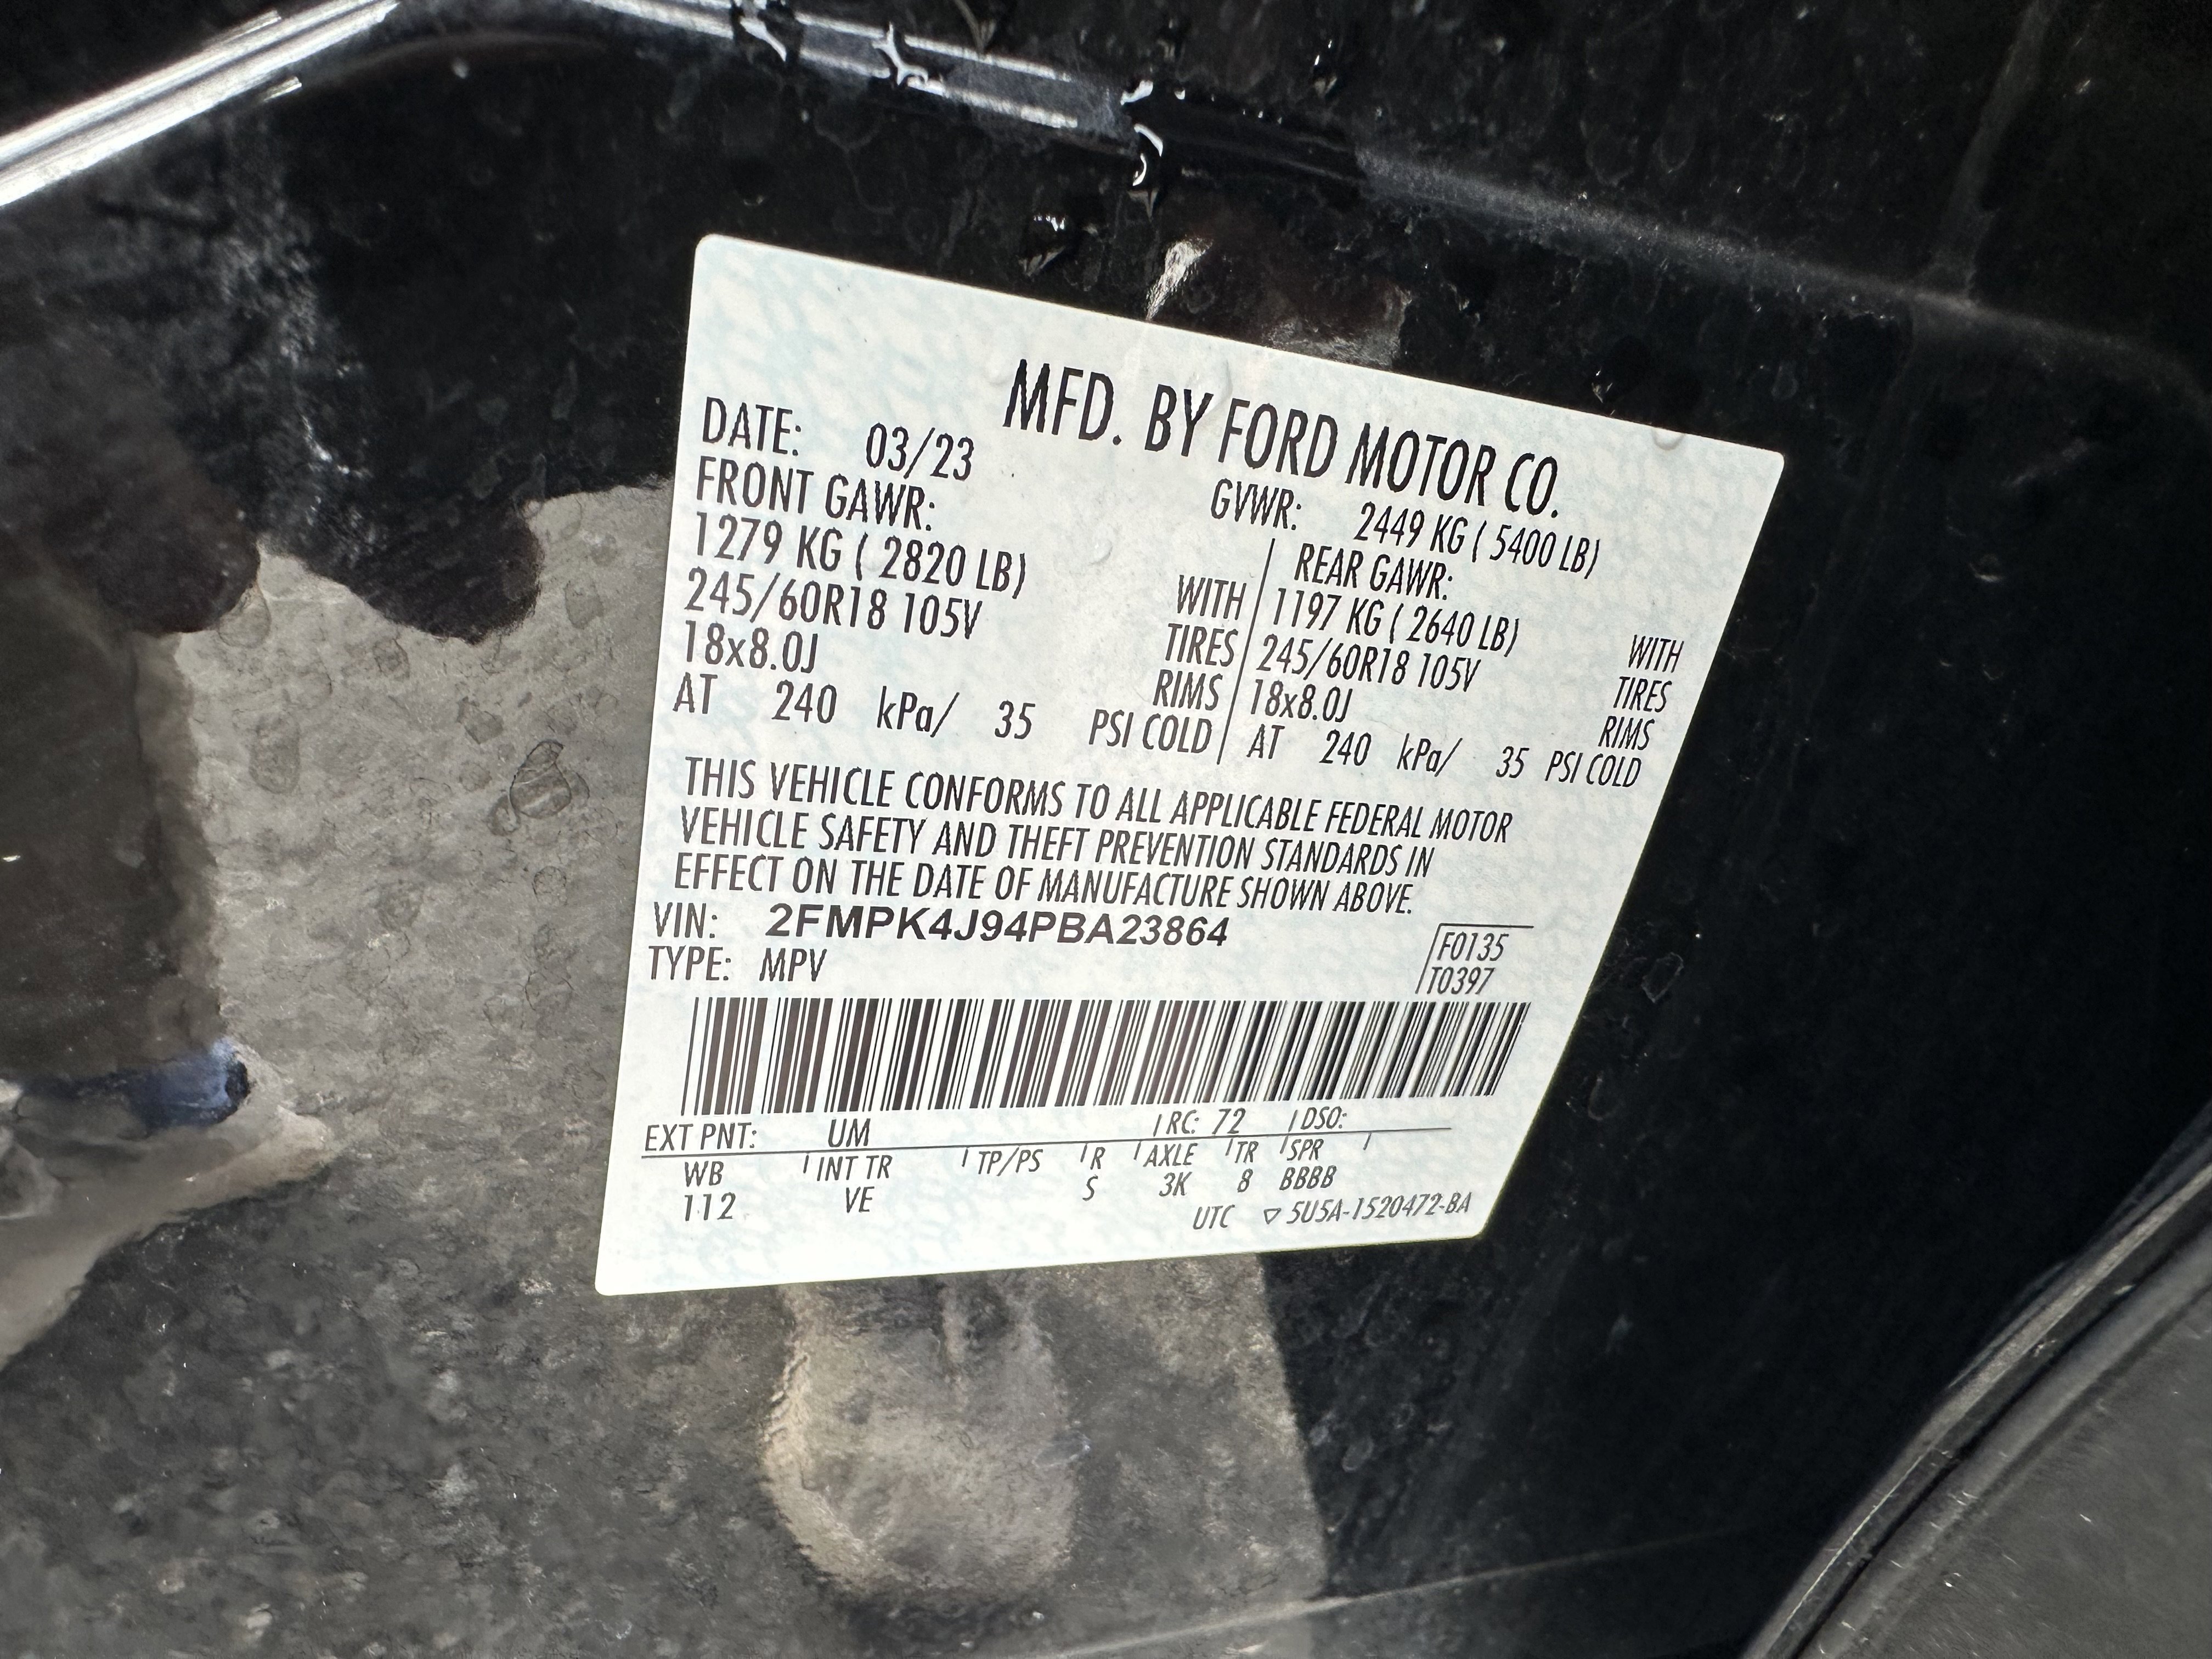 MFD. BY FORD MOTOR CO.
DATE: 03/23 GVWR: 2449 KG ( 5400 LB)
FRONT GAWR: REAR GAWR:
1279 KG ( 2820 LB) WITH 1197 KG ( 2640 LB) WITH
245/60R18 105V TIRES 245/60R18 105V TIRES
18x8.0J RIMS 18x8.0J RIMS
AT 240 kPa/ 35 PSI COLD AT 240 kPa/ 35 PSI COLD
THIS VEHICLE CONFORMS TO ALL APPLICABLE FEDERAL MOTOR
VEHICLE SAFETY AND THEFT PREVENTION STANDARDS IN
EFFECT ON THE DATE OF MANUFACTURE SHOWN ABOVE.
VIN: 2FMPK4J94PBA23864 F0135
TYPE: MPV T0397
EXT PNT: UM RC: 72 DSO:
WB INT TR TP/PS R AXLE TR SPR
112 VE S 3K 8 BBBB
UTC ▽ 5U5A-1520472-BA